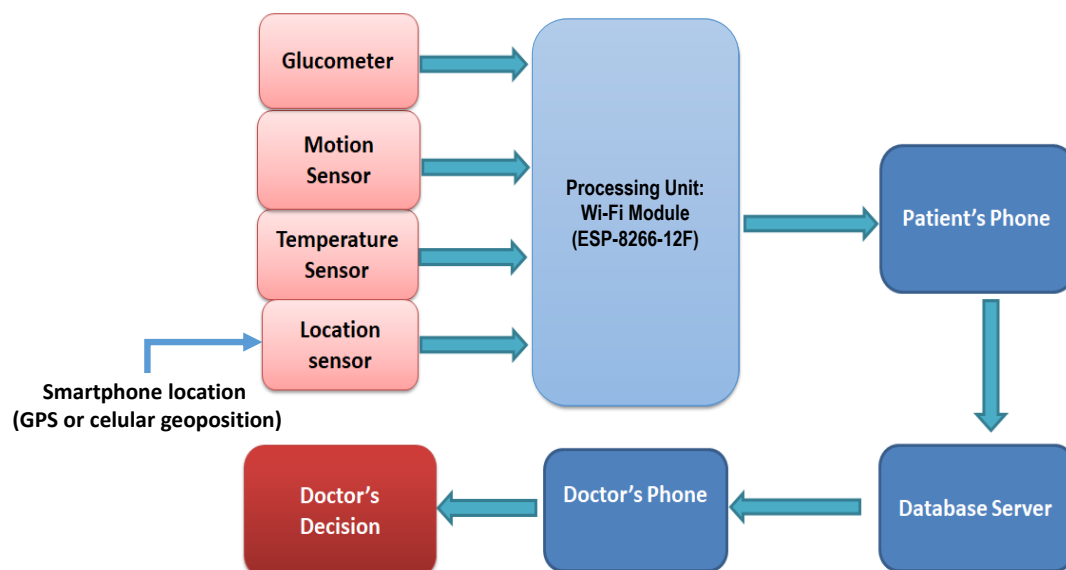 Glucometer
Motion
Sensor
Temperature
Sensor
Location
sensor
Smartphone location
(GPS or celular geoposition)
Processing Unit:
Wi-Fi Module
(ESP-8266-12F)
Patient’s Phone
Database Server
Doctor’s Phone
Doctor’s
Decision